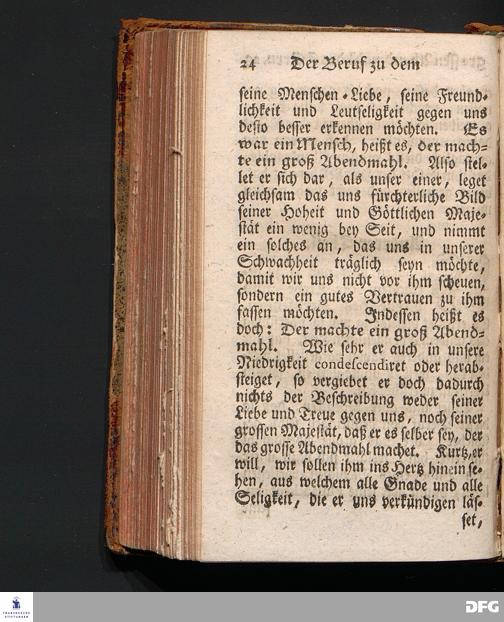 24 Der Beruf zu dem
seine Menschen-Liebe, seine Freund-
lichkeit und Leutseligkeit gegen uns
desto besser erkennen möchten. Es
war ein Mensch, heißt es, der mach-
te ein groß Abendmahl. Also stel-
let er sich dar, als unser einer, leget
gleichsam das uns fürchterliche Bild
seiner Hoheit und Göttlichen Maje-
stät ein wenig bey Seit, und nimmt
ein solches an, das uns in unserer
Schwachheit träglich seyn möchte,
damit wir uns nicht vor ihm scheuen,
sondern ein gutes Vertrauen zu ihm
fassen möchten. Indessen heißt es
doch: Der machte ein groß Abend-
mahl. Wie sehr er auch in unsere
Niedrigkeit condescendiret oder herab-
steiget, so vergiebet er doch dadurch
nichts der Beschreibung weder seiner
Liebe und Treue gegen uns, noch seiner
grossen Majestät, daß er es selber sey, der
das grosse Abendmahl machet. Kurtz, er
will, wir sollen ihm ins Hertz hinein se-
hen, aus welchem alle Gnade und alle
Seligkeit, die er uns verkündigen läs-
set,
FRANCKESCHE
STIFTUNGEN
DFG